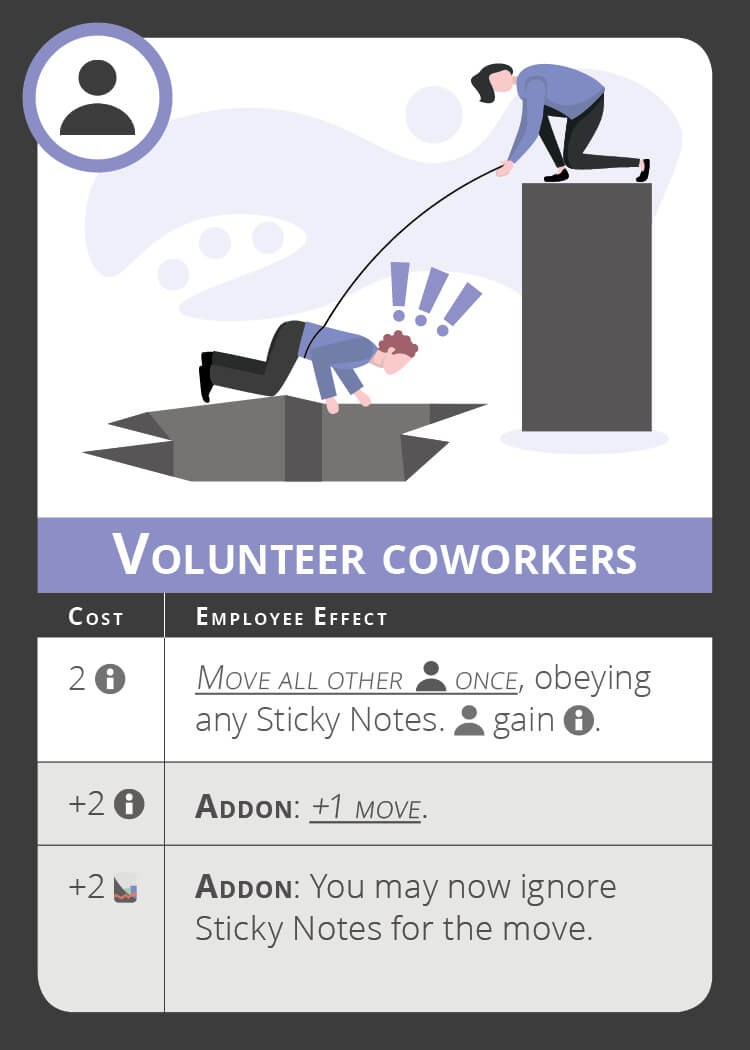 !!!
Volunteer coworkers
Cost
Employee Effect
2 i
Move all other once, obeying
any Sticky Notes. gain i.
+2 i
Addon: +1 move.
+2
Addon: You may now ignore
Sticky Notes for the move.